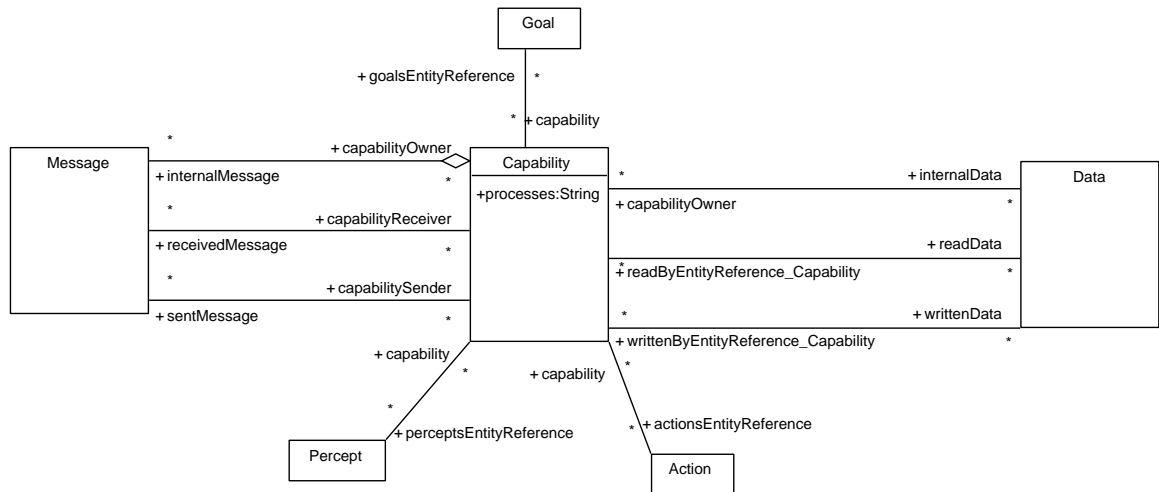 Goal
+ goalsEntityReference
*
*
+ capability
*
+ capabilityOwner
Message
Capability
*
+ internalData
Data
+ internalMessage
*
+processes:String
+ capabilityOwner
*
*
+ capabilityReceiver
+ receivedMessage
*
+ readData
*
+ readByEntityReference_Capability
*
*
+ capabilitySender
+ sentMessage
*
*
+ writtenData
+ writtenByEntityReference_Capability
*
+ capability
*
+ capability
*
*
+ perceptsEntityReference
*
+ actionsEntityReference
Percept
Action